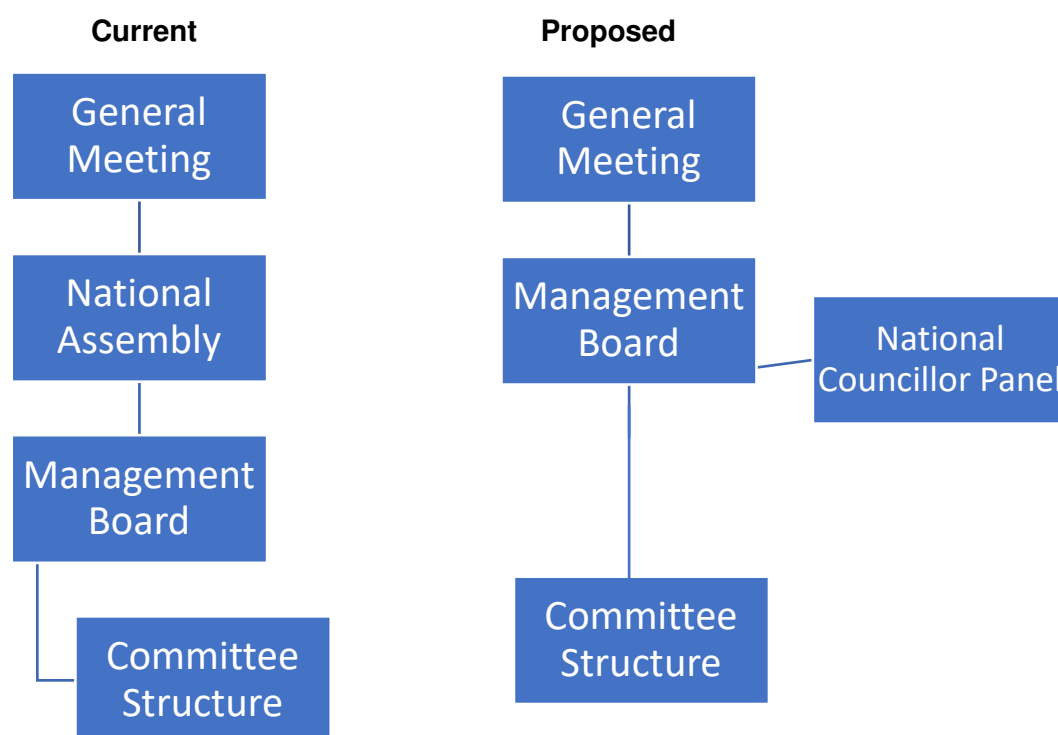 Current
General
Meeting
National
Assembly
Management
Board
Committee
Structure
Proposed
General
Meeting
Management
Board
National
Councillor Panel
Committee
Structure